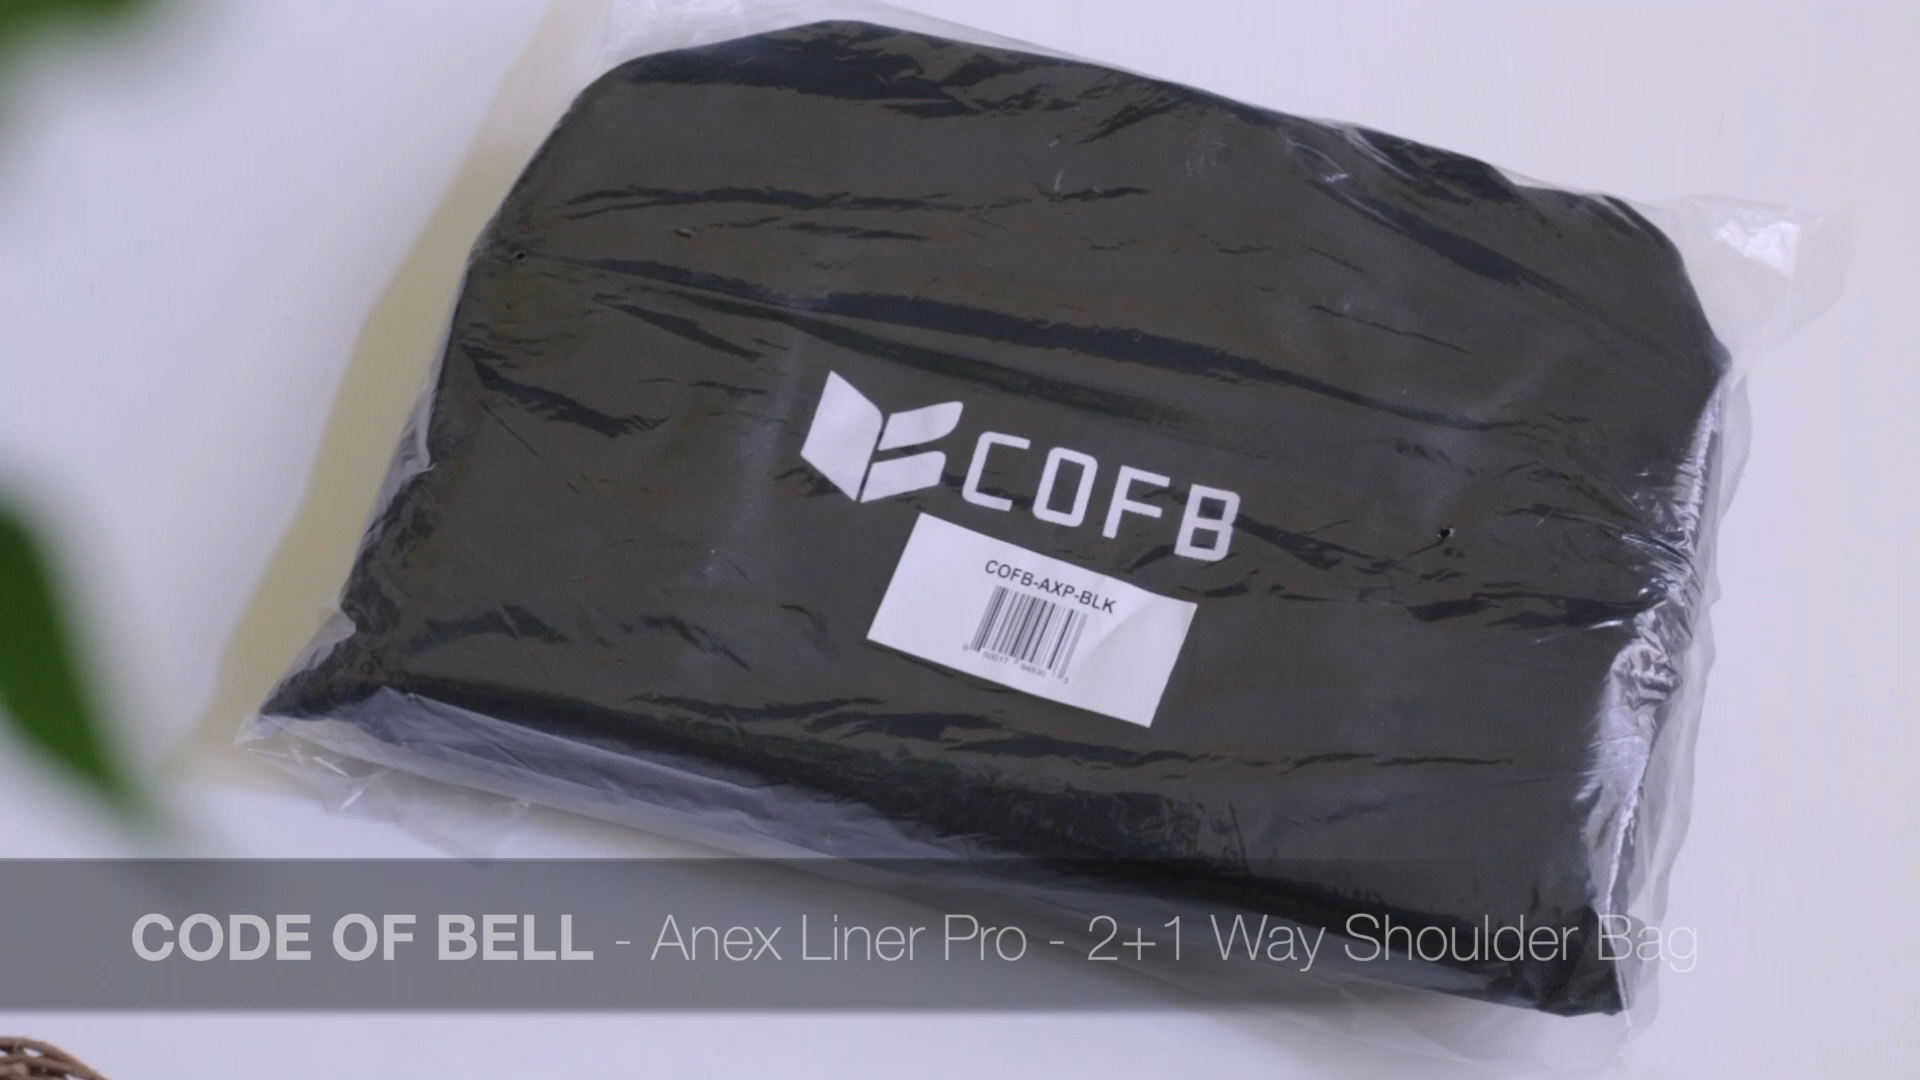 COFB
COFB-AXP-BLK
CODE OF BELL - Anex Liner Pro - 2+1 Way Shoulder Bag